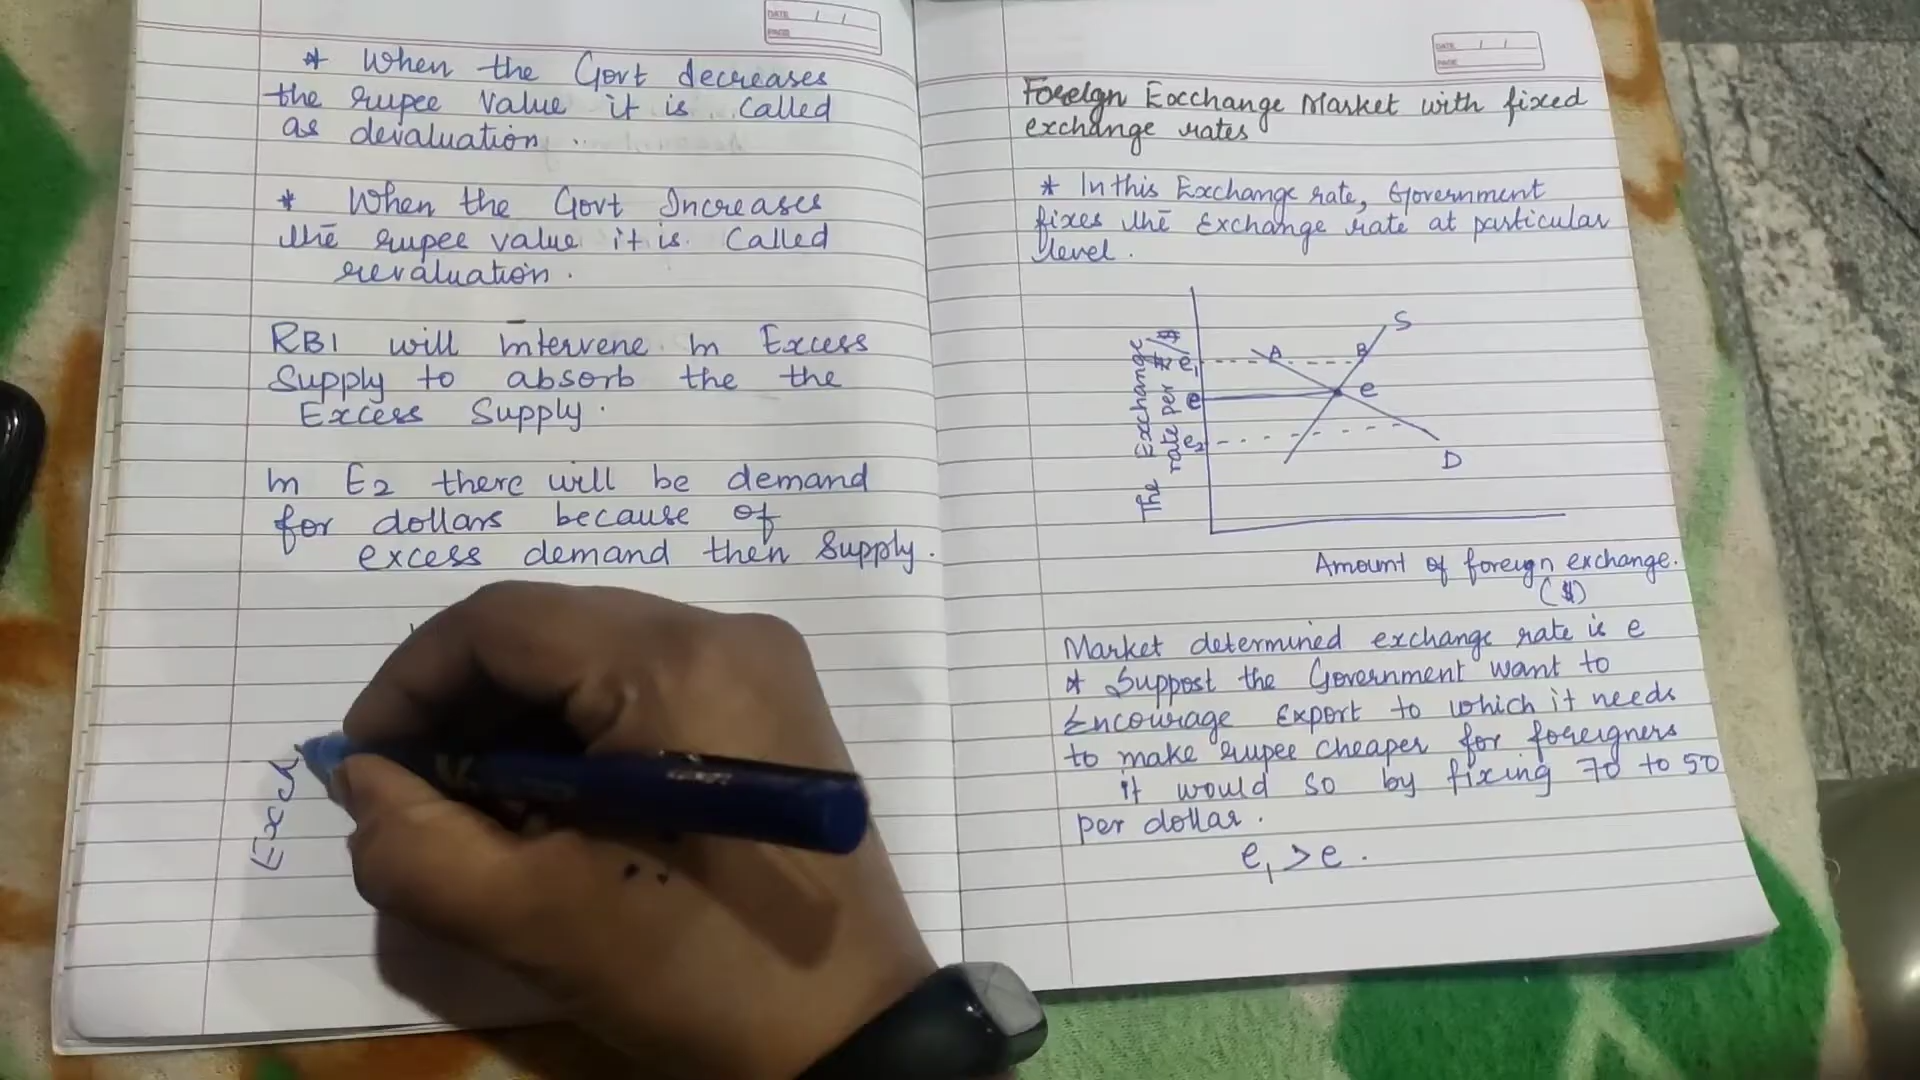 DATE / /
PAGE
* When the Govt decreases
the rupee value it is called
as devaluation
* When the Govt Increases
the rupee value it is Called
revaluation.
RBI will intervene in Excess
Supply to absorb the the
Excess Supply.
In E2 there will be demand
for dollars because of
excess demand then Supply.
Exch
DATE / /
PAGE
Foreign Exchange Market with fixed
exchange rates
* In this Exchange rate, Government
fixes the Exchange rate at particular
level.
S
A B
e1
e e
e2
D
The Exchange
rate per ₹/$
Amount of foreign exchange.
($)
Market determined exchange rate is e
* Suppost the Government want to
Encourage Export to which it needs
to make rupee cheaper for foreigners
it would so by fixing 70 to 50
per dollar.
e1 > e.